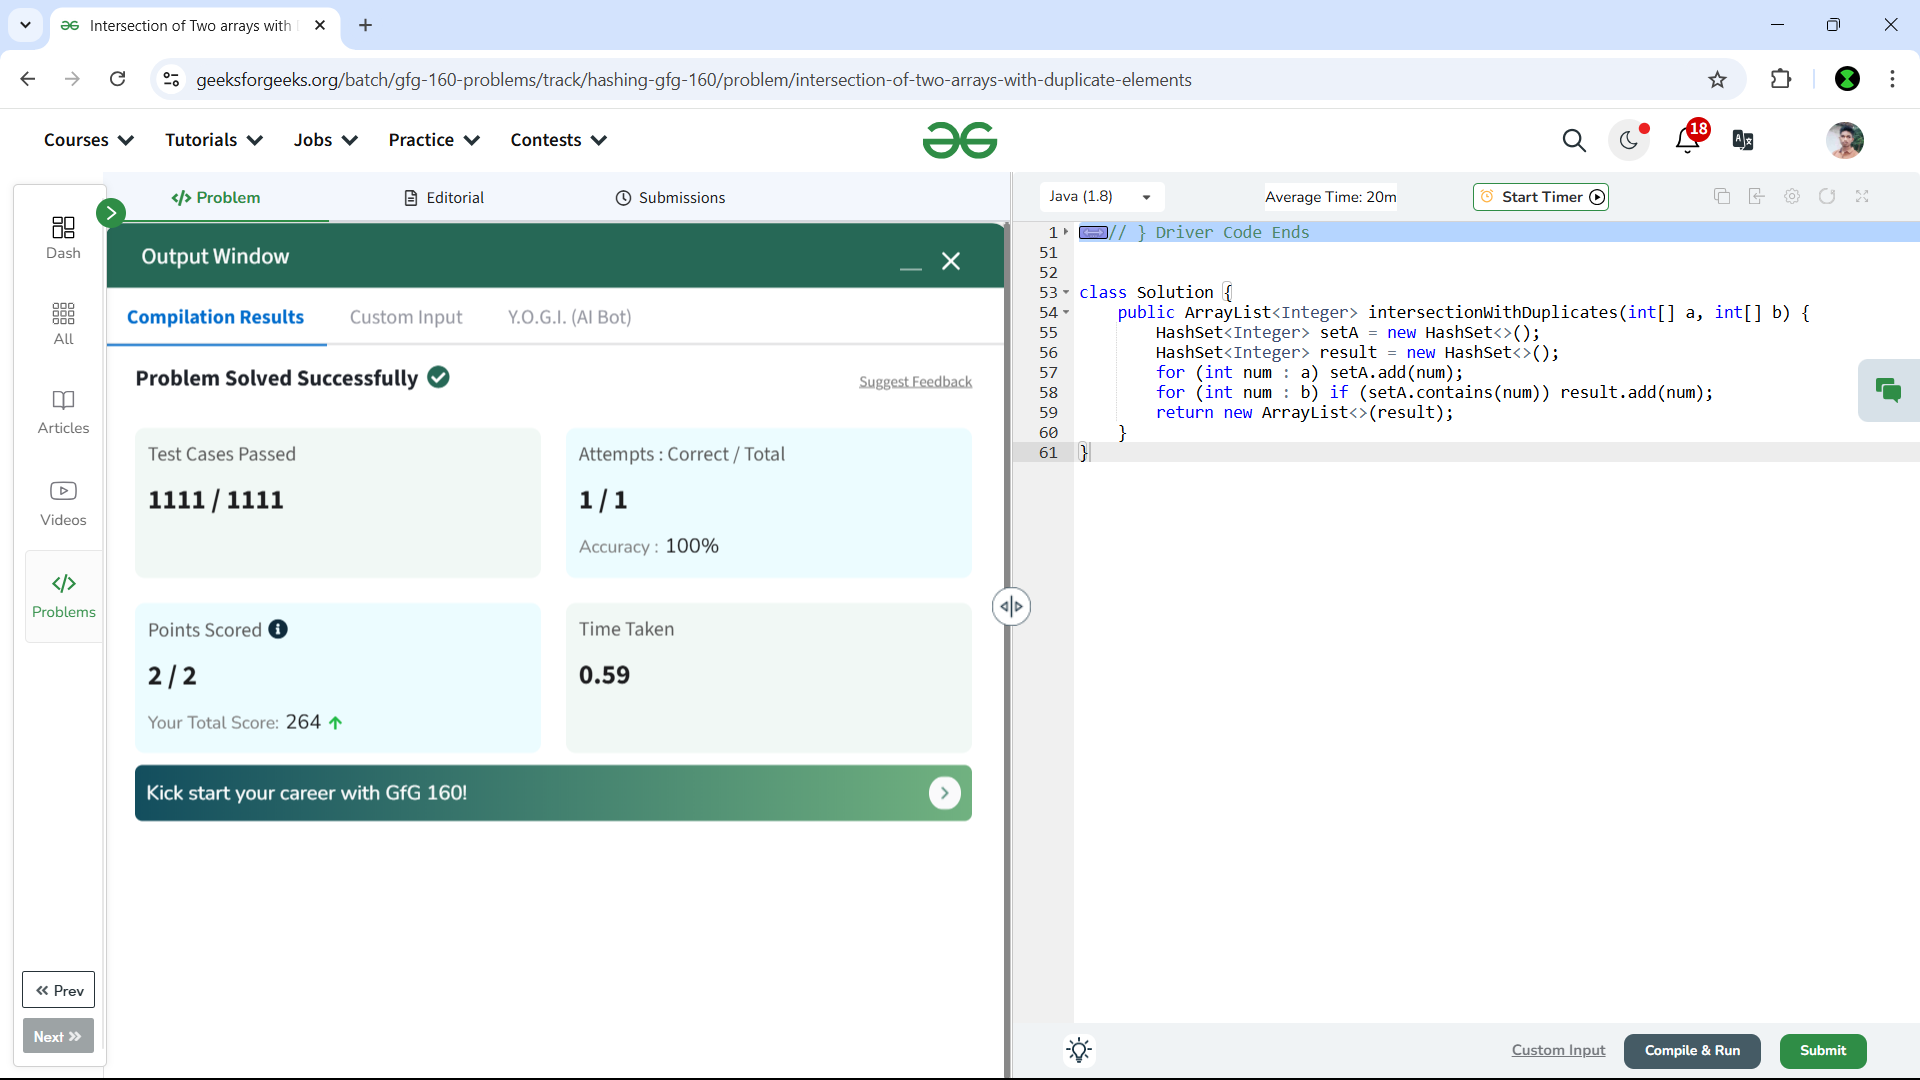 Intersection of Two arrays with
geeksforgeeks.org/batch/gfg-160-problems/track/hashing-gfg-160/problem/intersection-of-two-arrays-with-duplicate-elements
Courses
Tutorials
Jobs
Practice
Contests
18
Dash
All
Articles
Videos
Problems
Prev
Next
Problem
Editorial
Submissions
Output Window
Compilation Results
Custom Input
Y.O.G.I. (AI Bot)
Problem Solved Successfully
Suggest Feedback
Test Cases Passed
1111 / 1111
Attempts : Correct / Total
1 / 1
Accuracy : 100%
Points Scored
2 / 2
Your Total Score: 264
Time Taken
0.59
Kick start your career with GfG 160!
Java (1.8)
Average Time: 20m
Start Timer
1 // } Driver Code Ends
51
52
53 class Solution {
54 public ArrayList<Integer> intersectionWithDuplicates(int[] a, int[] b) {
55 HashSet<Integer> setA = new HashSet<>();
56 HashSet<Integer> result = new HashSet<>();
57 for (int num : a) setA.add(num);
58 for (int num : b) if (setA.contains(num)) result.add(num);
59 return new ArrayList<>(result);
60 }
61 }
Custom Input
Compile & Run
Submit